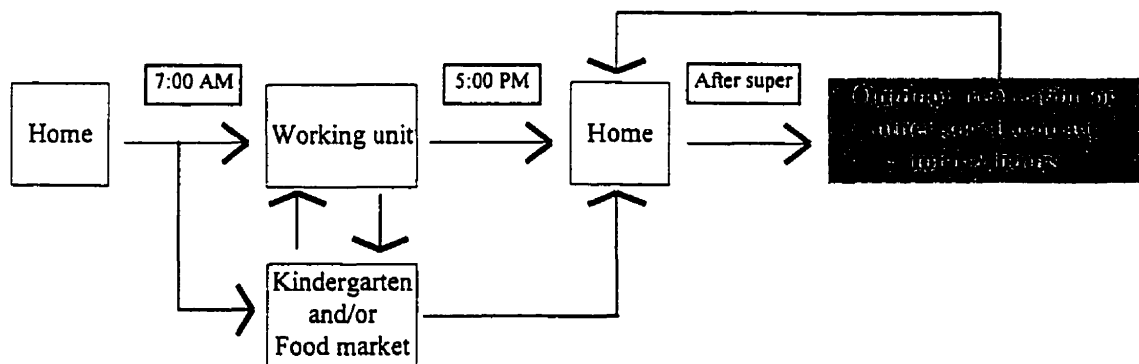 7:00 AM
5:00 PM
After super
Home
Working unit
Home
Kindergarten
and/or
Food market